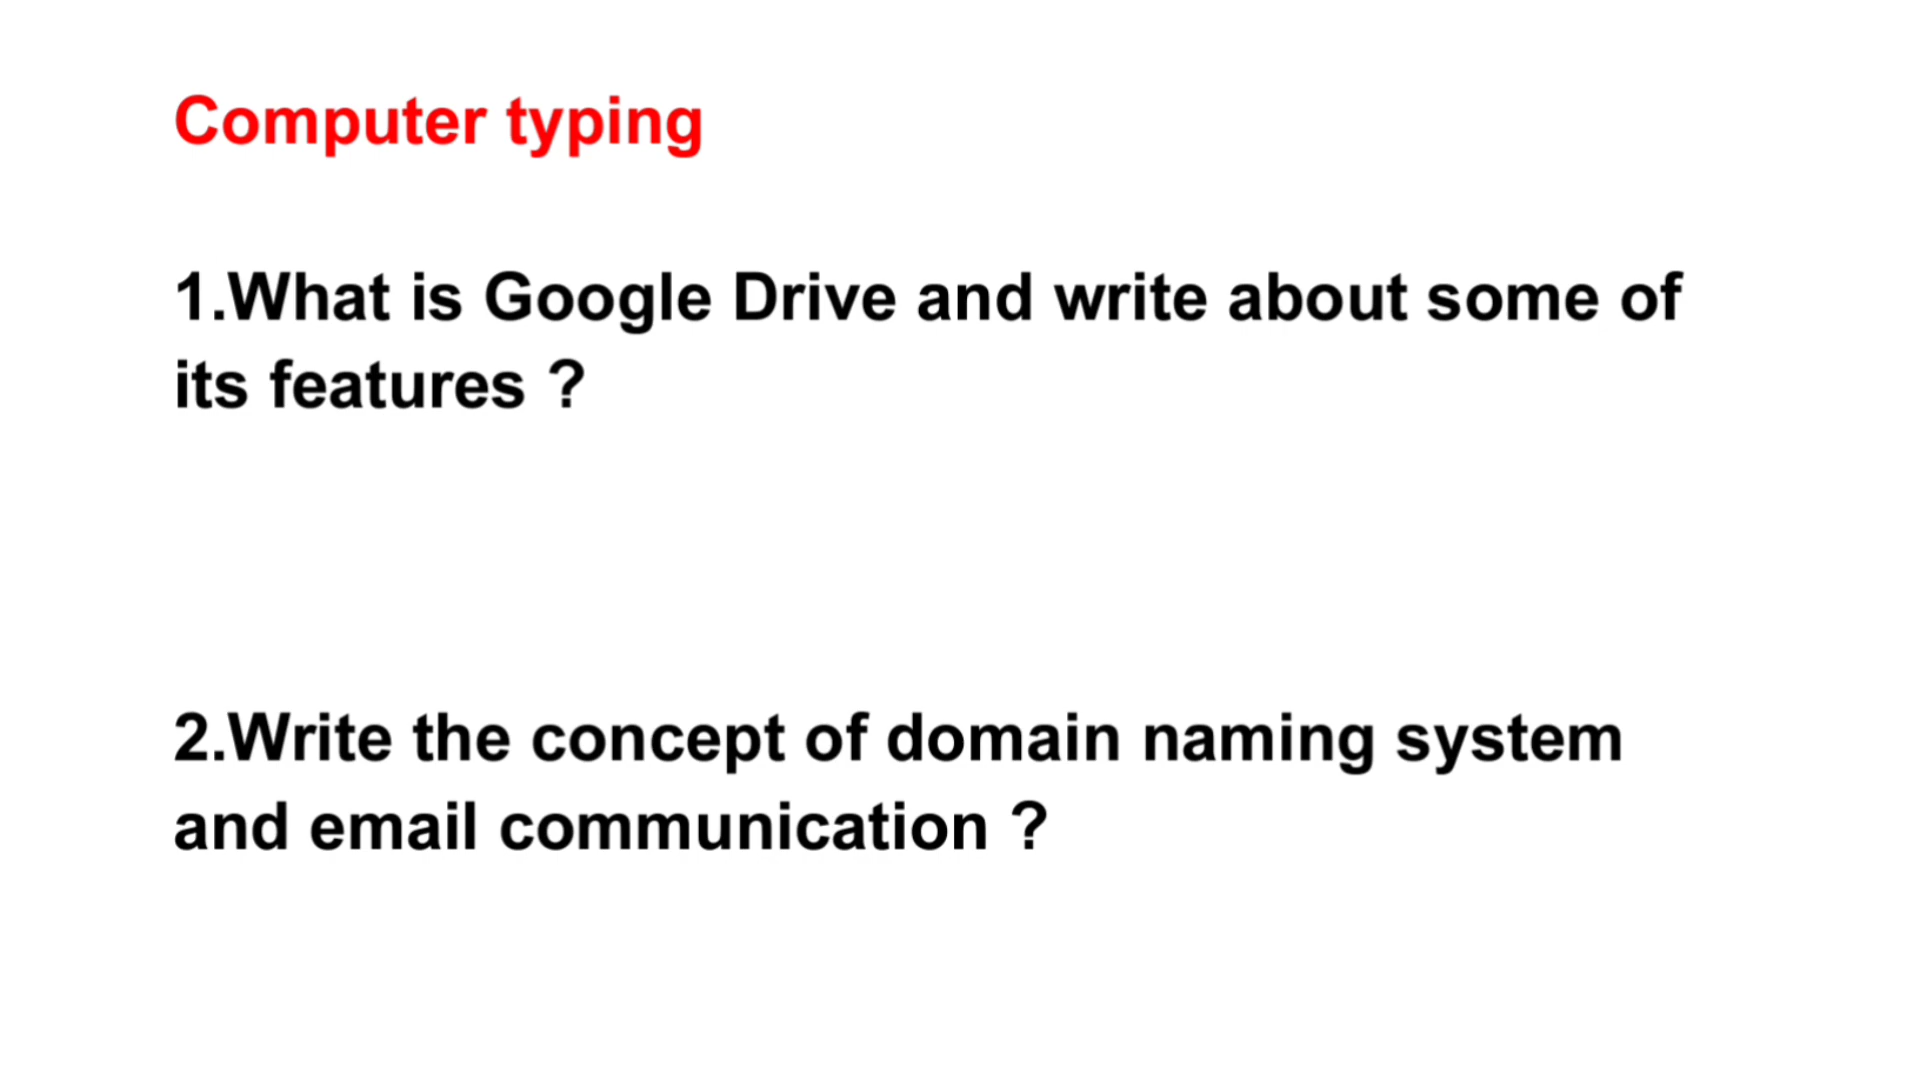 Computer typing
1.What is Google Drive and write about some of
its features ?
2.Write the concept of domain naming system
and email communication ?